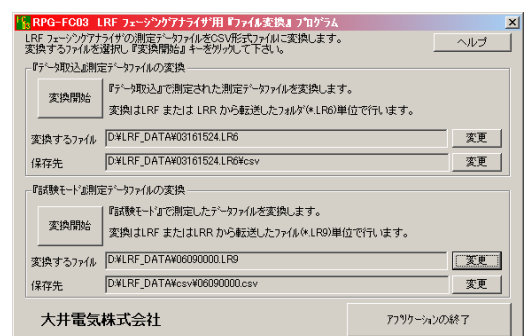 RPG-FC03 LRF フェージングアナライザ用『ファイル変換』プログラム
LRF フェージングアナライザの測定データファイルをCSV形式ファイルに変換します。
変換するファイルを選択し『変換開始』キーをクリックして下さい。
ヘルプ
『データ取込』測定データファイルの変換
変換開始
『データ取込』で測定された測定データファイルを変換します。
変換はLRF または LRR から転送したフォルダ(*.LR6)単位で行います。
変換するファイル D:¥LRF_DATA¥03161524.LR6 変更
保存先 D:¥LRF_DATA¥03161524.LR6¥csv 変更
『試験モード』測定データファイルの変換
変換開始
『試験モード』で測定したデータファイルを変換します。
変換はLRF またはLRR から転送したファイル(*.LR9)単位で行います。
変換するファイル D:¥LRF_DATA¥06090000.LR9 変更
保存先 D:¥LRF_DATA¥csv¥06090000.csv 変更
大井電気株式会社
アプリケーションの終了